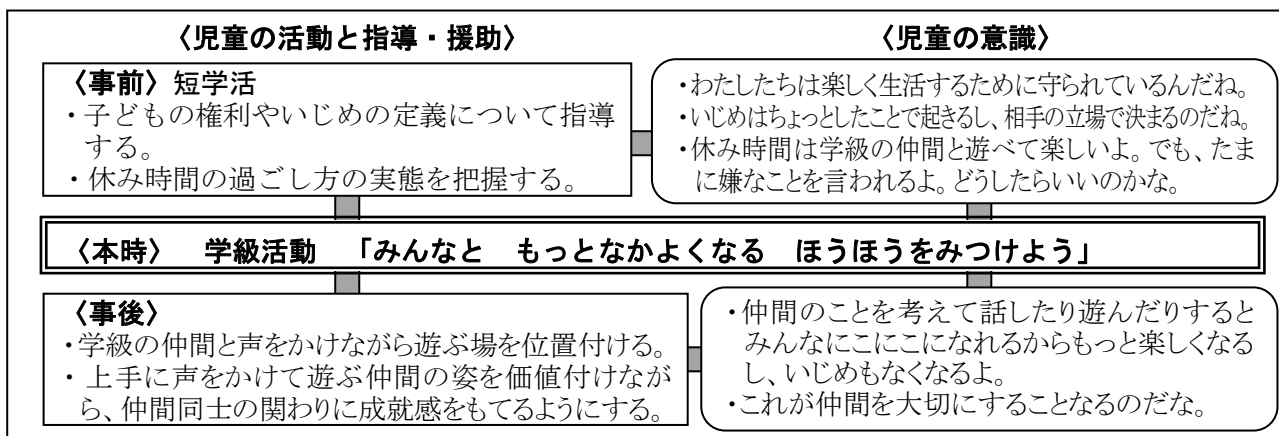 〈児童の活動と指導・援助〉
〈児童の意識〉
〈事前〉短学活
・子どもの権利やいじめの定義について指導
する。
・休み時間の過ごし方の実態を把握する。
・わたしたちは楽しく生活するために守られているんだね。
・いじめはちょっとしたことで起きるし、相手の立場で決まるのだね。
・休み時間は学級の仲間と遊べて楽しいよ。でも、たま
に嫌なことを言われるよ。どうしたらいいのかな。
〈本時〉 学級活動 「みんなと もっとなかよくなる ほうほうをみつけよう」
〈事後〉
・学級の仲間と声をかけながら遊ぶ場を位置付ける。
・上手に声をかけて遊ぶ仲間の姿を価値付けなが
ら、仲間同士の関わりに成就感をもてるようにする。
・仲間のことを考えて話したり遊んだりすると
みんなにこにこになれるからもっと楽しくなる
し、いじめもなくなるよ。
・これが仲間を大切にすることなるのだな。